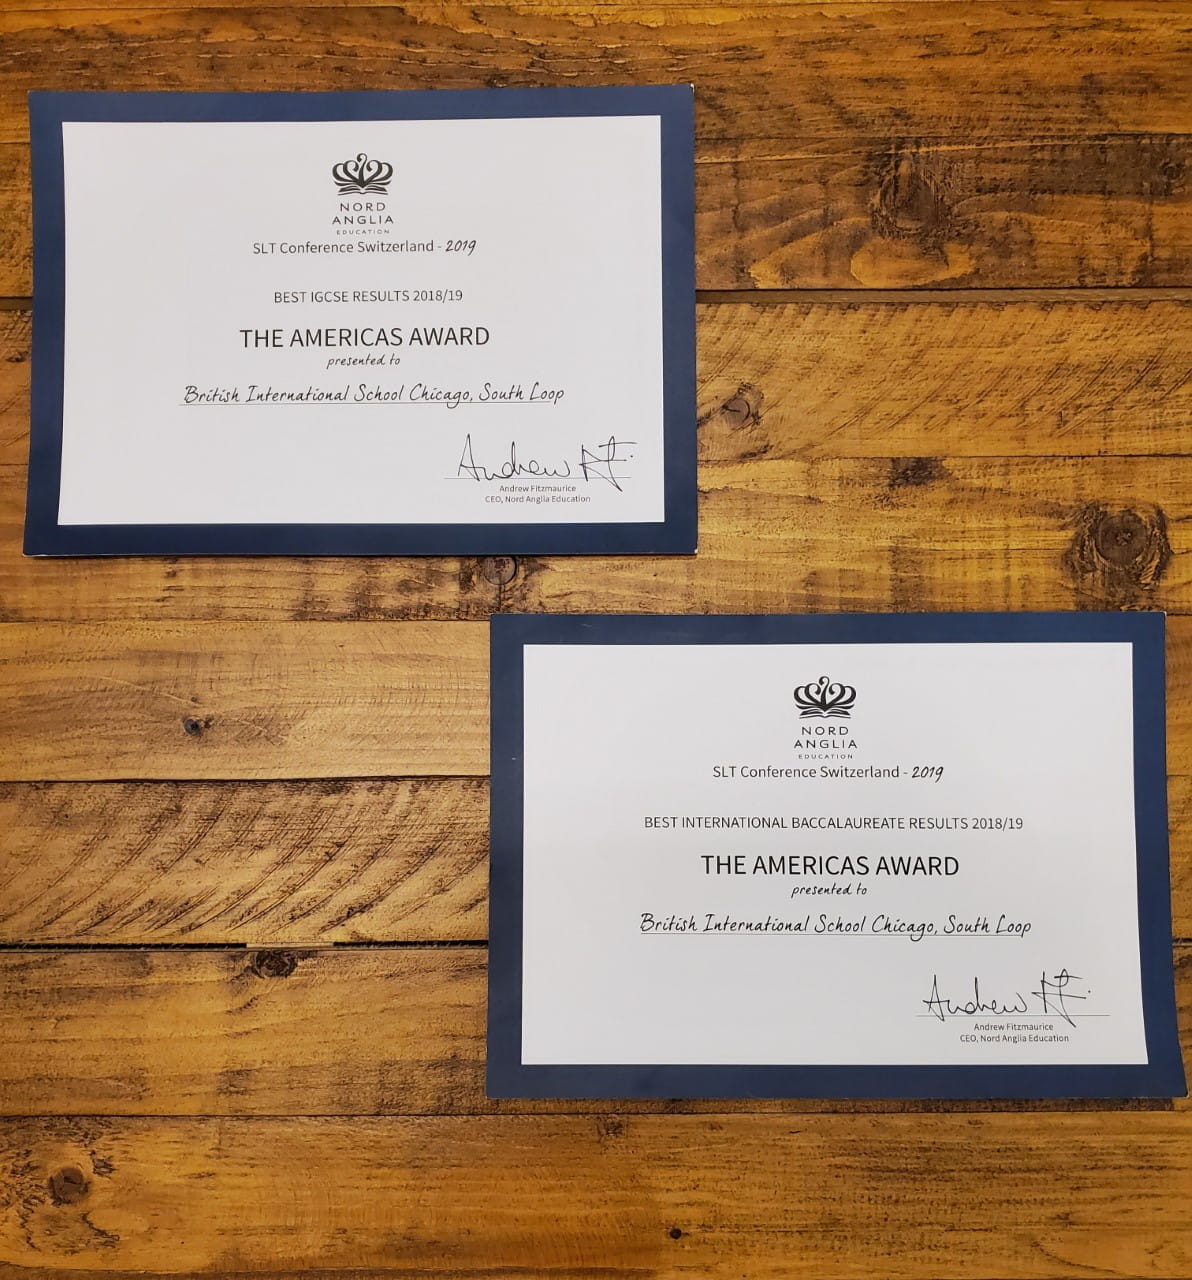 NORD
ANGLIA
EDUCATION
SLT Conference Switzerland - 2019
BEST IGCSE RESULTS 2018/19
THE AMERICAS AWARD
presented to
British International School Chicago, South Loop
Andrew F
Andrew Fitzmaurice
CEO, Nord Anglia Education
NORD
ANGLIA
EDUCATION
SLT Conference Switzerland - 2019
BEST INTERNATIONAL BACCALAUREATE RESULTS 2018/19
THE AMERICAS AWARD
presented to
British International School Chicago, South Loop
Andrew F
Andrew Fitzmaurice
CEO, Nord Anglia Education